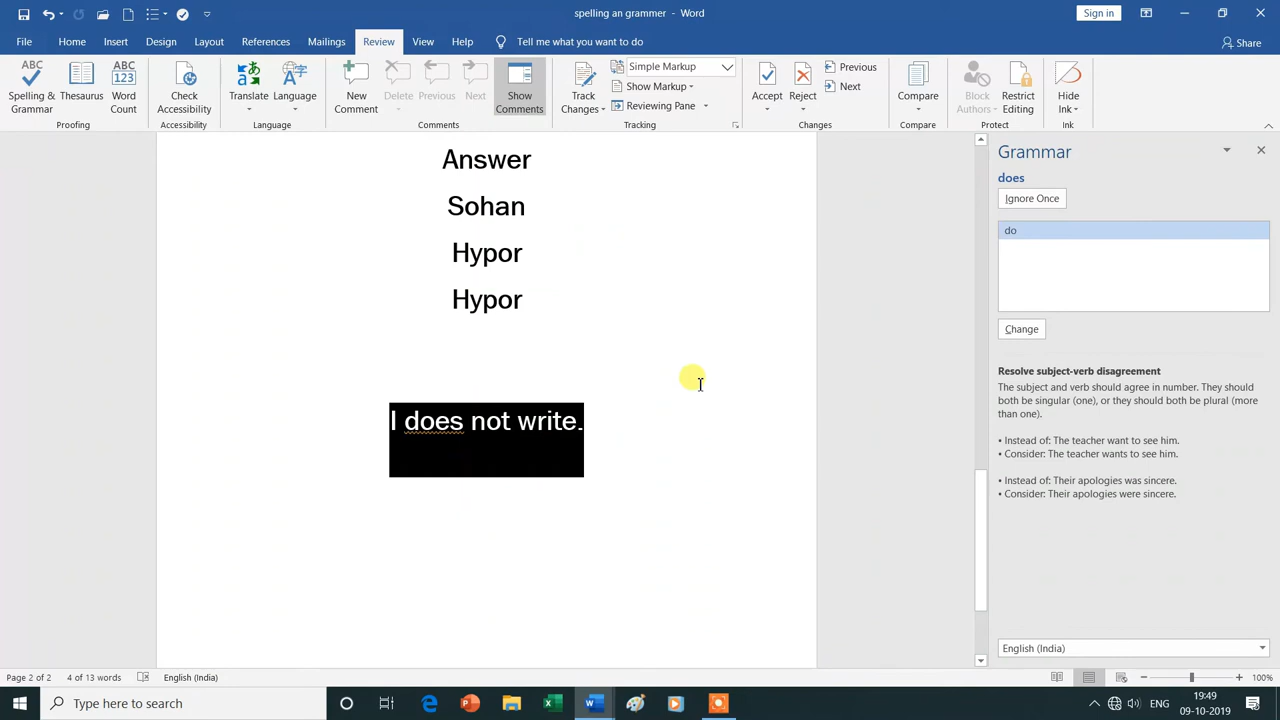 spelling an grammer - Word
Sign in
File Home Insert Design Layout References Mailings Review View Help Tell me what you want to do Share
ABC Spelling & Grammar
Thesaurus
ABC 123 Word Count
Proofing
Check Accessibility
Accessibility
Translate
Language
Language
New Comment
Delete
Previous
Next
Show Comments
Comments
Track Changes
Simple Markup
Show Markup
Reviewing Pane
Tracking
Accept
Reject
Previous
Next
Changes
Compare
Compare
Block Authors
Restrict Editing
Protect
Hide Ink
Ink
Answer
Sohan
Hypor
Hypor
I does not write.
Grammar
does
Ignore Once
do
Change
Resolve subject-verb disagreement
The subject and verb should agree in number. They should
both be singular (one), or they should both be plural (more
than one).
• Instead of: The teacher want to see him.
• Consider: The teacher wants to see him.
• Instead of: Their apologies was sincere.
• Consider: Their apologies were sincere.
English (India)
Page 2 of 2 4 of 13 words English (India) 100%
Type here to search
ENG
19:49
09-10-2019